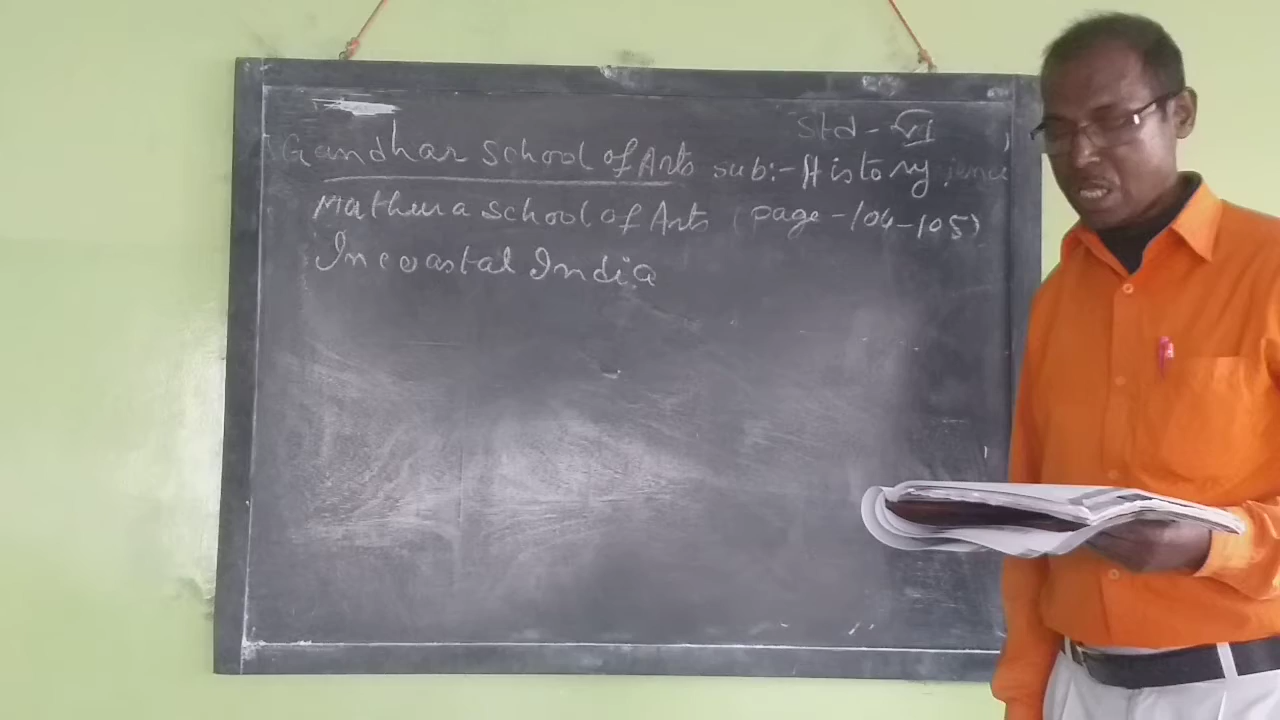 Std - VI
Gandhar School of Arts sub:- History
Mathura School of Arts (page - 104-105)
In coastal India